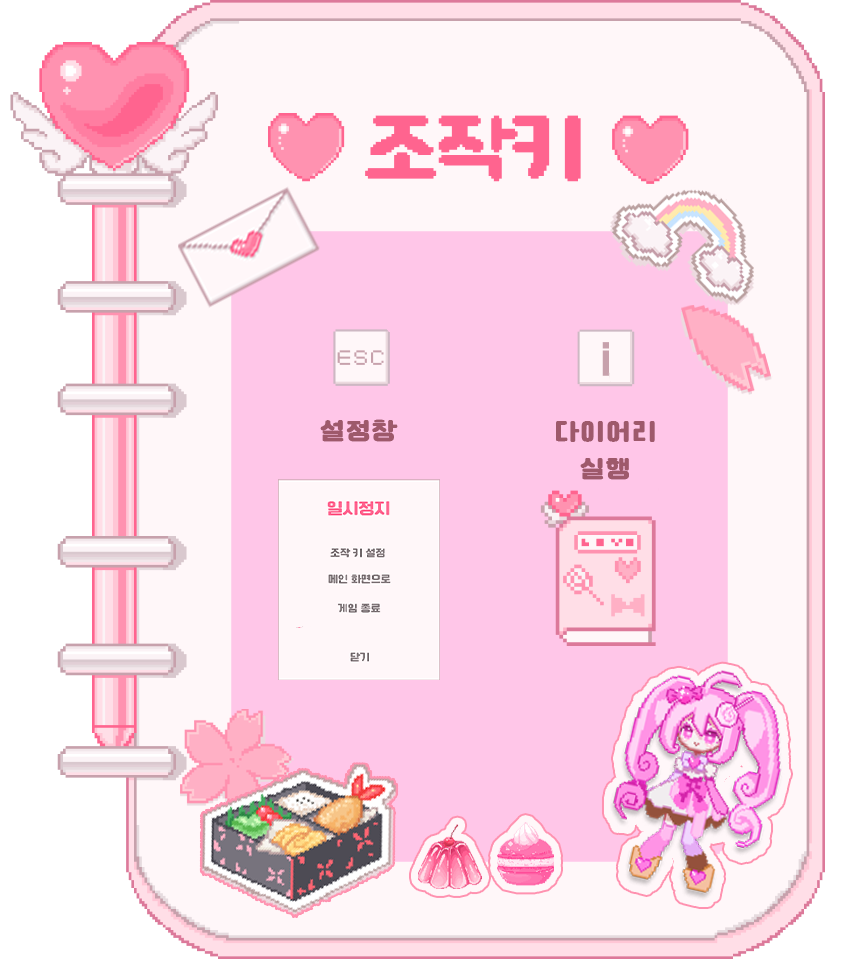 조작키
ESC
설정창
일시정지
조작 키 설정
메인 화면으로
게임 종료
닫기
i
다이어리
실행
LOVE